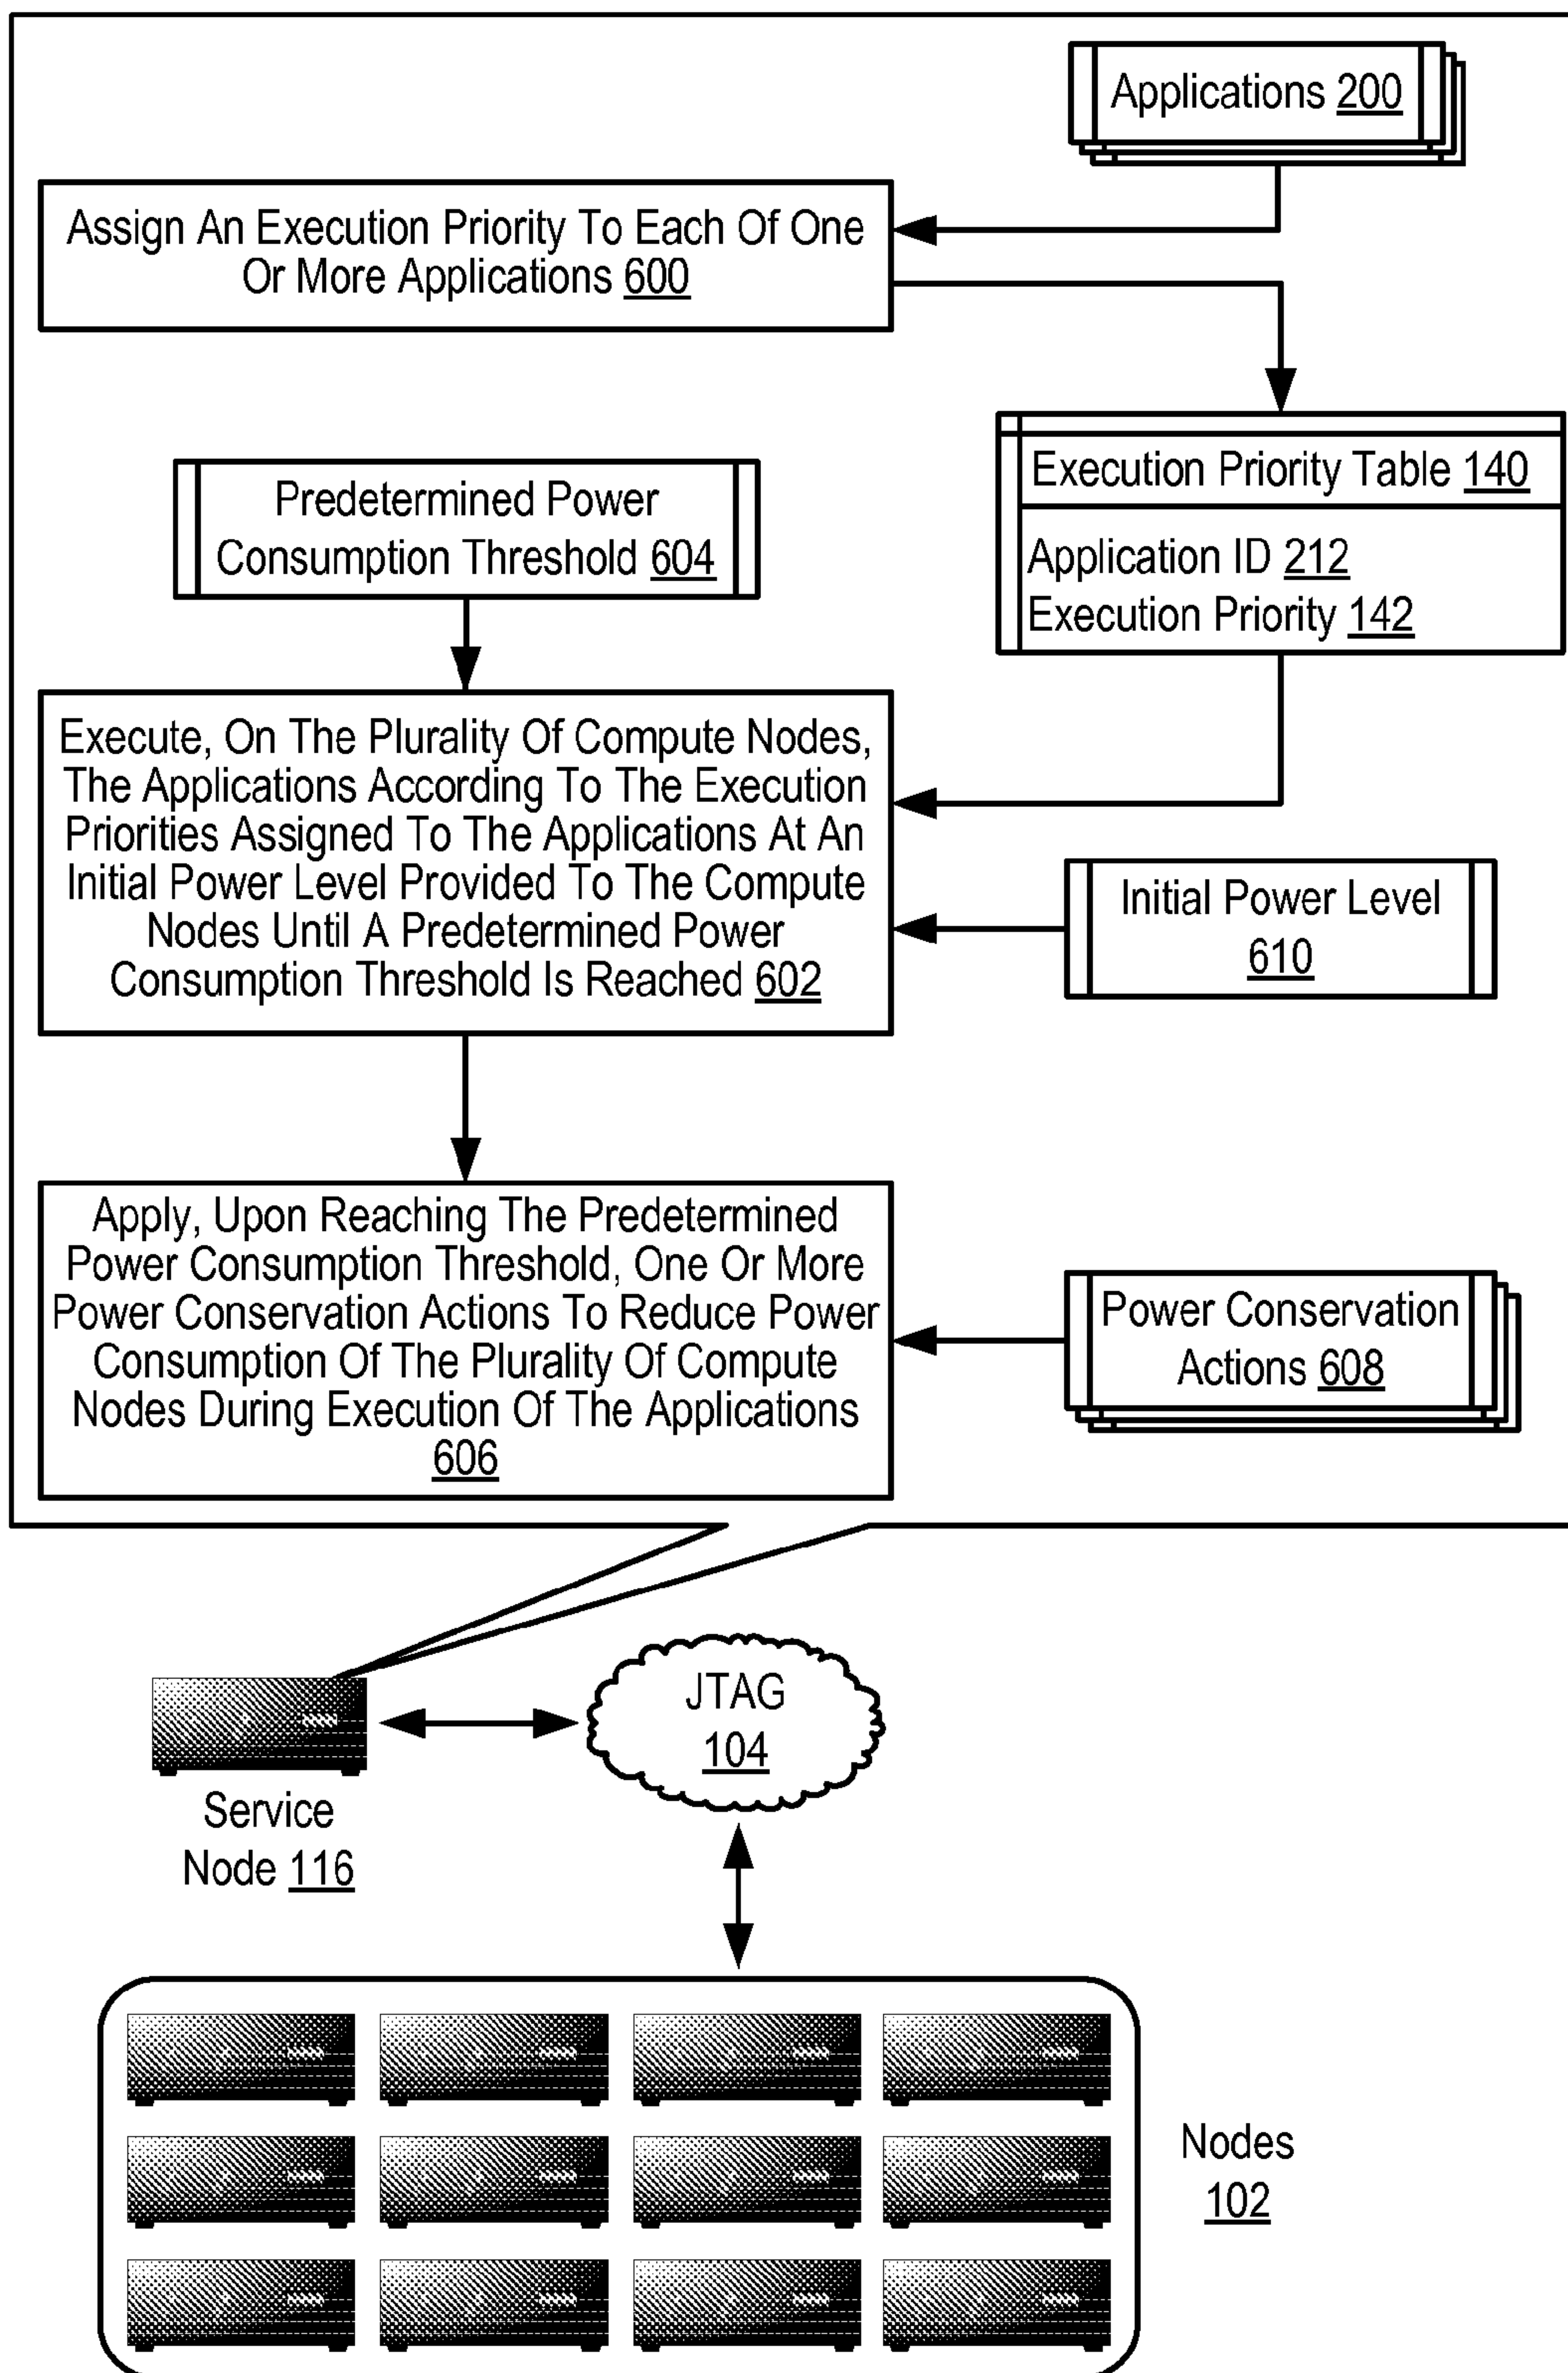 Applications 200
Assign An Execution Priority To Each Of One
Or More Applications 600
Execution Priority Table 140
Application ID 212
Execution Priority 142
Predetermined Power
Consumption Threshold 604
Execute, On The Plurality Of Compute Nodes,
The Applications According To The Execution
Priorities Assigned To The Applications At An
Initial Power Level Provided To The Compute
Nodes Until A Predetermined Power
Consumption Threshold Is Reached 602
Initial Power Level
610
Apply, Upon Reaching The Predetermined
Power Consumption Threshold, One Or More
Power Conservation Actions To Reduce Power
Consumption Of The Plurality Of Compute
Nodes During Execution Of The Applications
606
Power Conservation
Actions 608
JTAG
104
Service
Node 116
Nodes
102